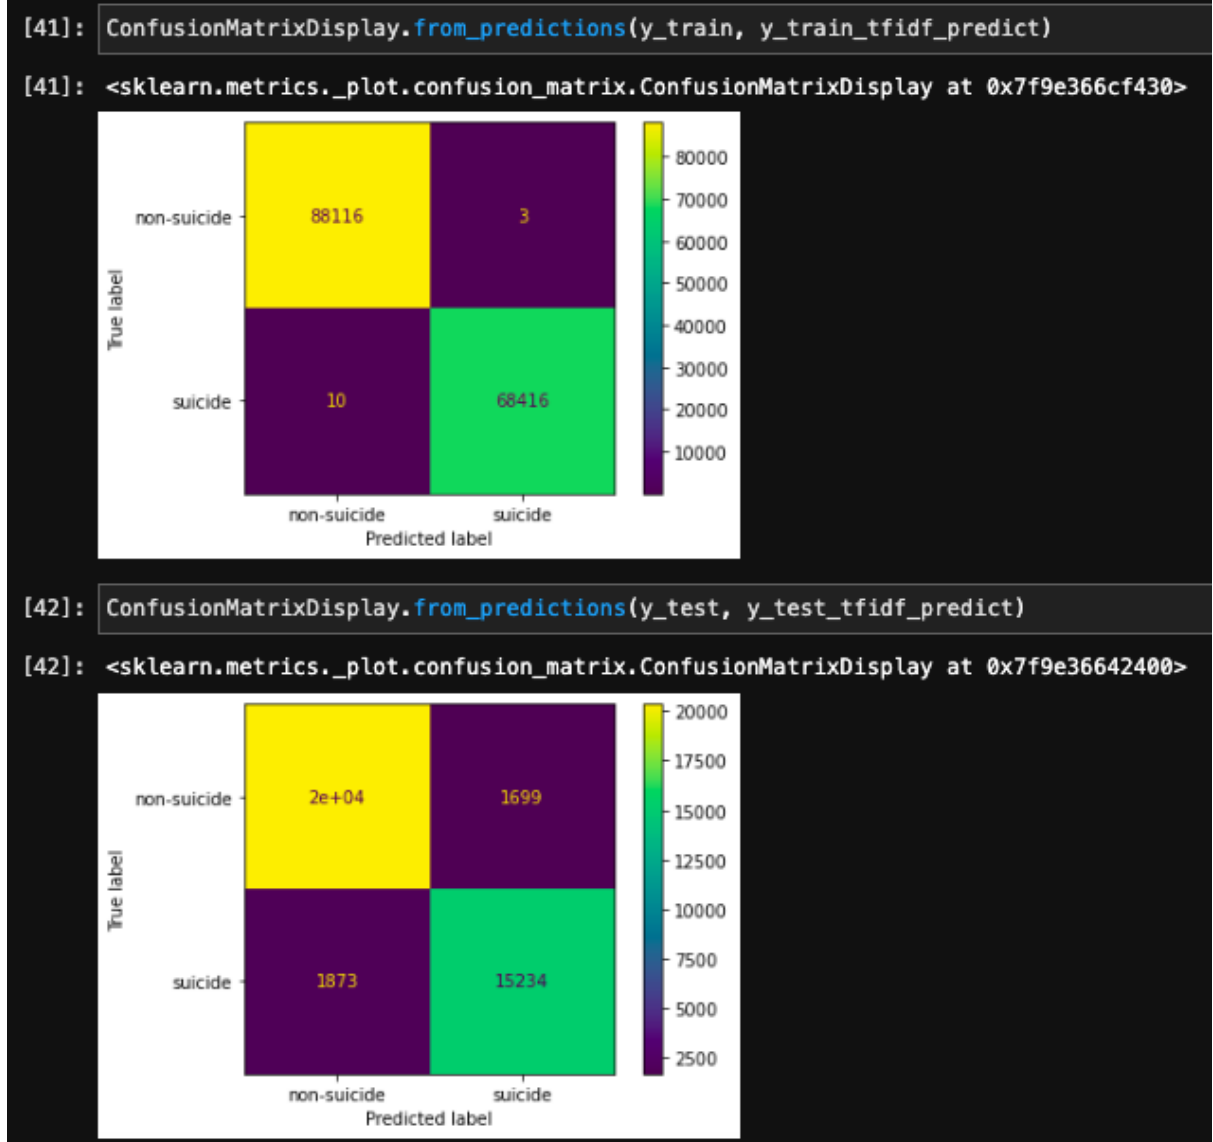 [41]: ConfusionMatrixDisplay.from_predictions(y_train, y_train_tfidf_predict)
[41]: <sklearn.metrics._plot.confusion_matrix.ConfusionMatrixDisplay at 0x7f9e366cf430>
80000
70000
60000
50000
40000
30000
20000
10000
True label
non-suicide 88116 3
suicide 10 68416
non-suicide suicide
Predicted label
[42]: ConfusionMatrixDisplay.from_predictions(y_test, y_test_tfidf_predict)
[42]: <sklearn.metrics._plot.confusion_matrix.ConfusionMatrixDisplay at 0x7f9e36642400>
20000
17500
15000
12500
10000
7500
5000
2500
True label
non-suicide 2e+04 1699
suicide 1873 15234
non-suicide suicide
Predicted label